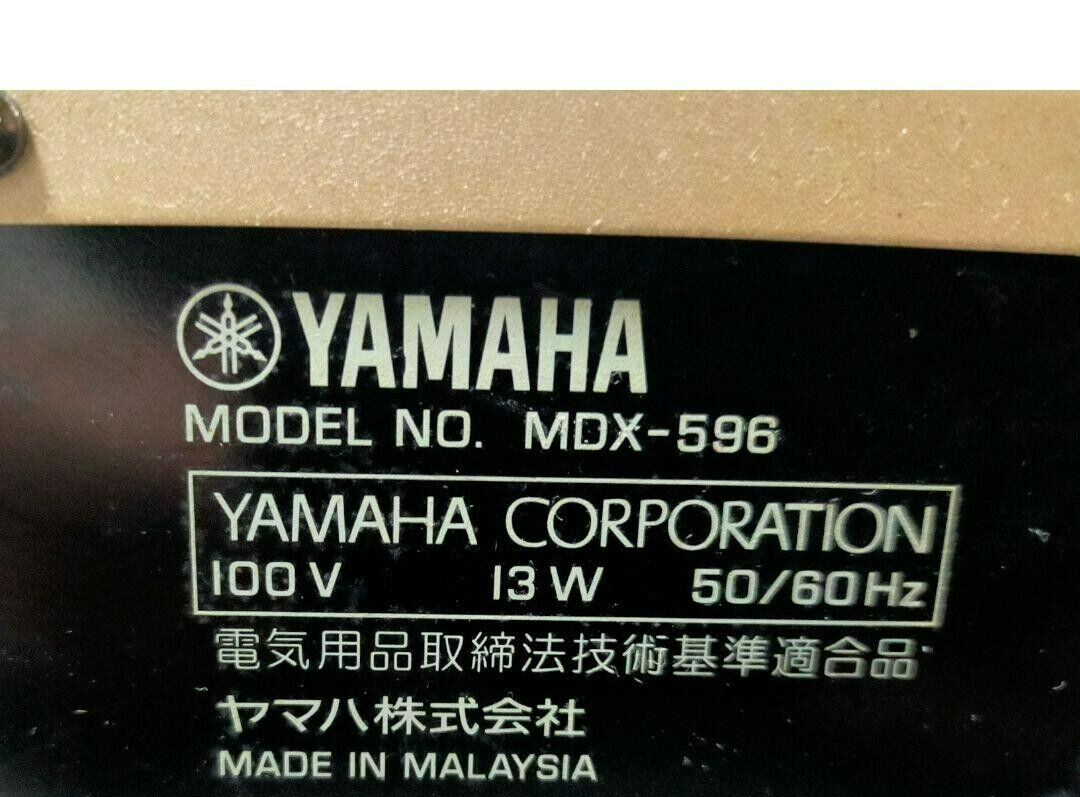 YAMAHA
MODEL NO. MDX-596
YAMAHA CORPORATION
100V 13W 50/60Hz
電気用品取締法技術基準適合品
ヤマハ株式会社
MADE IN MALAYSIA